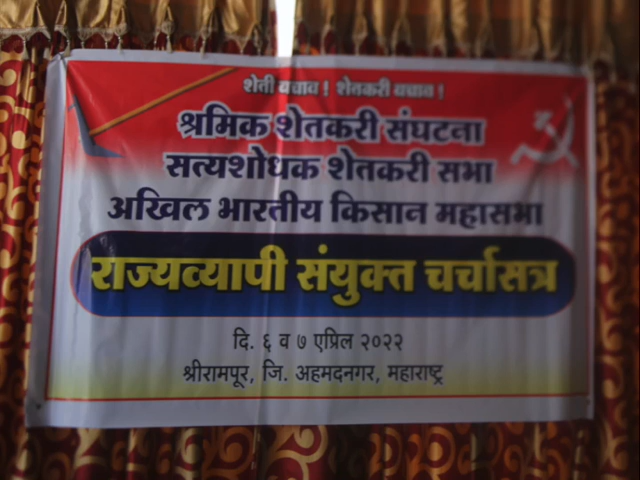 शेती बचाव! शेतकरी बचाव!
श्रमिक शेतकरी संघटना
सत्यशोधक शेतकरी सभा
अखिल भारतीय किसान महासभा
राज्यव्यापी संयुक्त चर्चासत्र
दि. ६ व ७ एप्रिल २०२२
श्रीरामपूर, जि. अहमदनगर, महाराष्ट्र